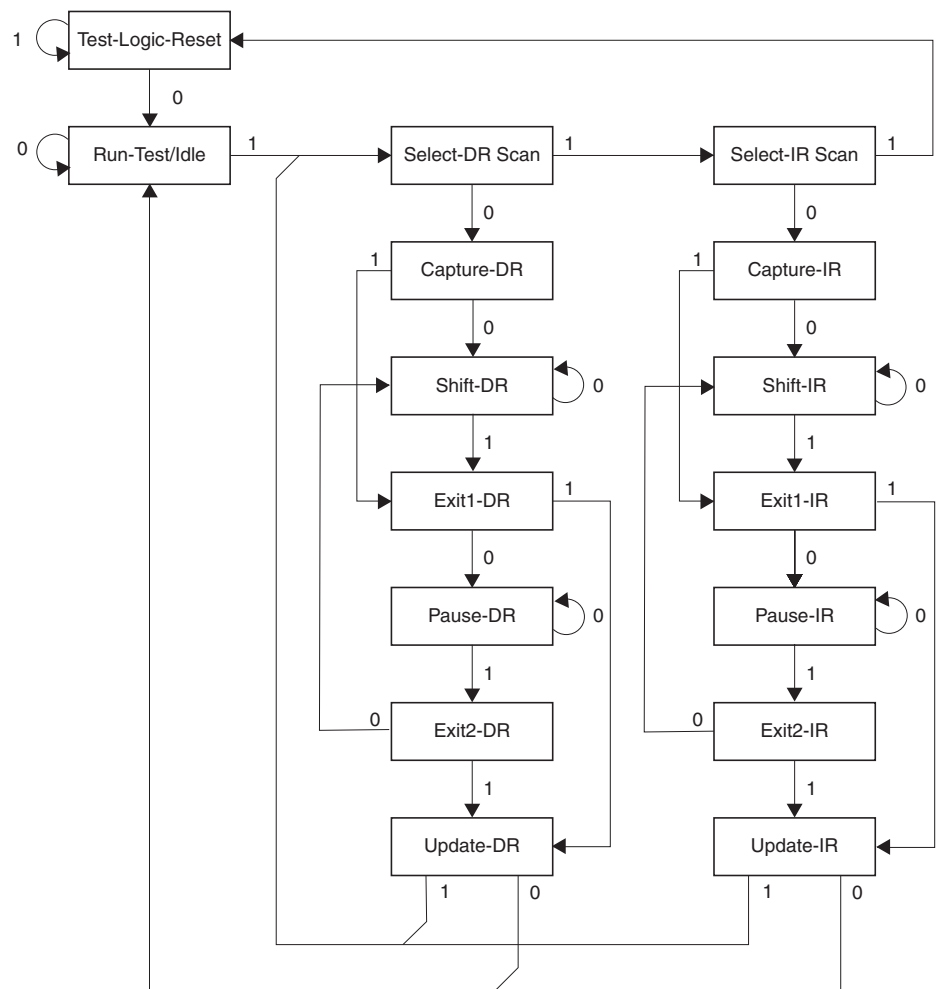 Test-Logic-Reset
1
0
Run-Test/Idle
0
1
Select-DR Scan
1
Select-IR Scan
1
0
0
1
Capture-DR
1
Capture-IR
0
0
Shift-DR
0
Shift-IR
0
1
1
Exit1-DR
1
Exit1-IR
1
0
0
Pause-DR
0
Pause-IR
0
1
1
0
Exit2-DR
0
Exit2-IR
1
1
Update-DR
Update-IR
1
0
1
0